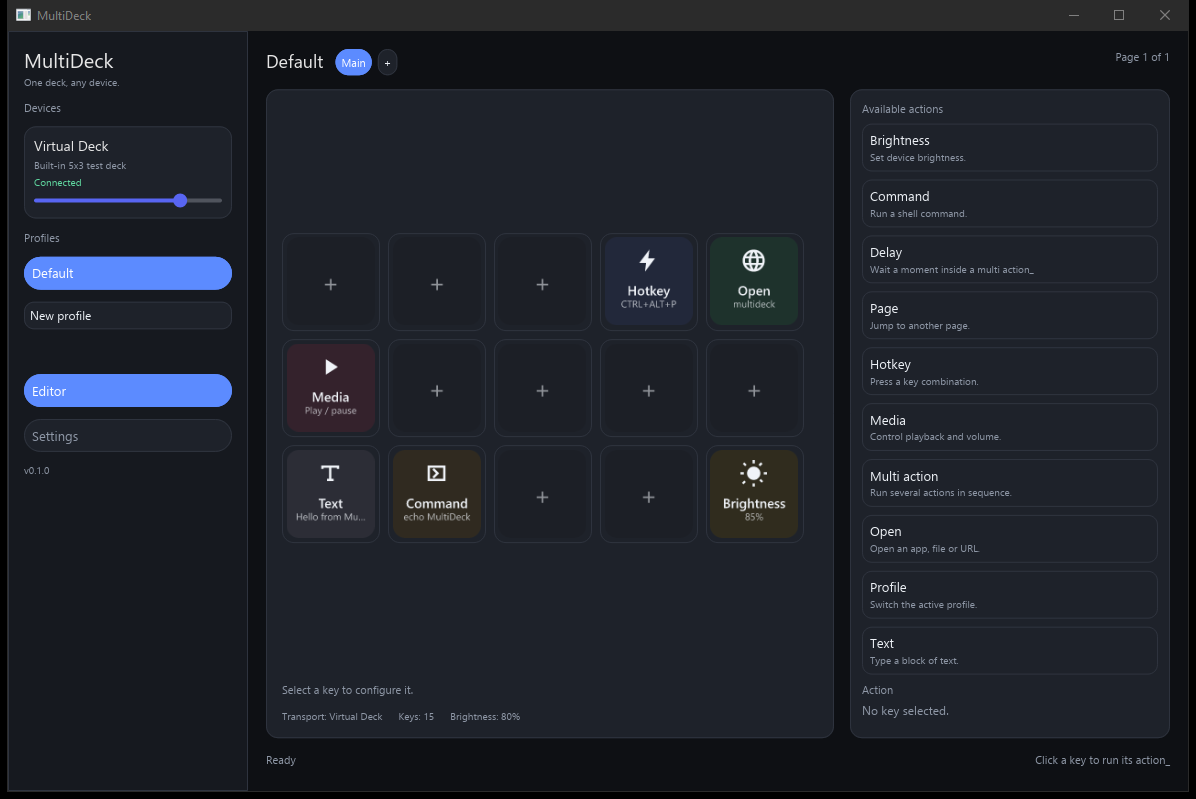 MultiDeck
MultiDeck
One deck, any device.
Devices
Virtual Deck
Built-in 5x3 test deck
Connected
Profiles
Default
New profile
Editor
Settings
v0.1.0
Default
Main
+
Page 1 of 1
+
+
+
Hotkey
CTRL+ALT+P
Open
multideck
Media
Play / pause
+
+
+
+
Text
Hello from Mu...
Command
echo MultiDeck
+
+
Brightness
85%
Select a key to configure it.
Transport: Virtual Deck Keys: 15 Brightness: 80%
Available actions
Brightness
Set device brightness.
Command
Run a shell command.
Delay
Wait a moment inside a multi action_
Page
Jump to another page.
Hotkey
Press a key combination.
Media
Control playback and volume.
Multi action
Run several actions in sequence.
Open
Open an app, file or URL.
Profile
Switch the active profile.
Text
Type a block of text.
Action
No key selected.
Ready
Click a key to run its action_